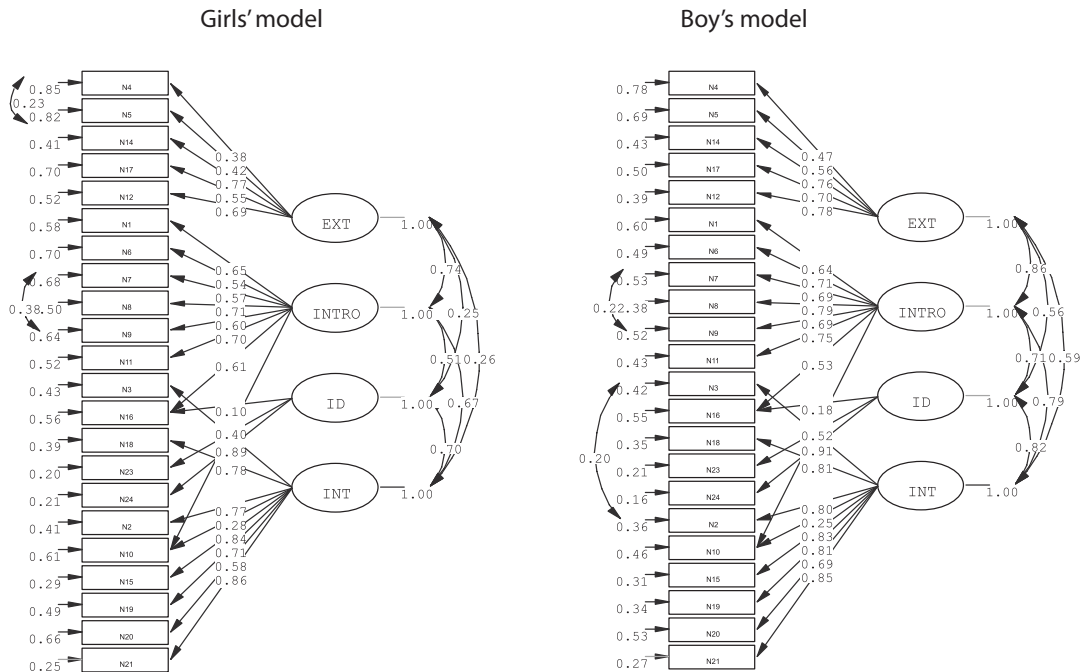 Girls’ model
0.85
0.23
0.82
0.41
0.70
0.52
0.58
0.70
0.68
0.38
.50
0.64
0.52
0.43
0.56
0.39
0.20
0.21
0.41
0.61
0.29
0.49
0.66
0.25
N4
N5
N14
N17
N12
N1
N6
N7
N8
N9
N11
N3
N16
N18
N23
N24
N2
N10
N15
N19
N20
N21
0.38
0.42
0.77
0.55
0.69
0.65
0.54
0.57
0.71
0.60
0.70
0.61
0.10
0.40
0.89
0.78
0.77
0.28
0.84
0.71
0.58
0.86
EXT
INTRO
ID
INT
1.00
1.00
1.00
1.00
0.74
0.25
0.51
0.26
0.67
0.70
Boy’s model
0.78
0.69
0.43
0.50
0.39
0.60
0.49
0.53
0.22
.38
0.52
0.43
0.42
0.55
0.35
0.20
0.21
0.16
0.36
0.46
0.31
0.34
0.53
0.27
N4
N5
N14
N17
N12
N1
N6
N7
N8
N9
N11
N3
N16
N18
N23
N24
N2
N10
N15
N19
N20
N21
0.47
0.56
0.76
0.70
0.78
0.64
0.71
0.69
0.79
0.69
0.75
0.53
0.18
0.52
0.91
0.81
0.80
0.25
0.83
0.81
0.69
0.85
EXT
INTRO
ID
INT
1.00
1.00
1.00
1.00
0.86
0.56
0.71
0.59
0.79
0.82